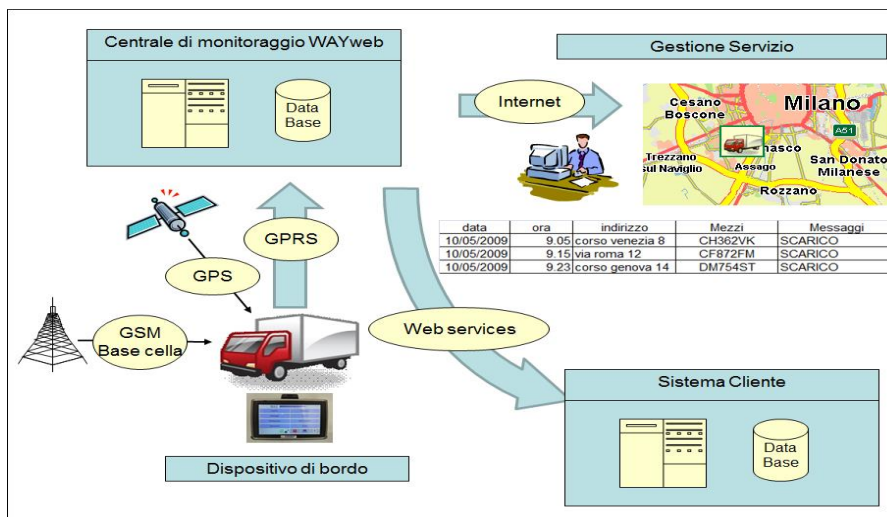 Centrale di monitoraggio WAYweb
Data
Base
Internet
Gestione Servizio
Cesano
Boscone
Milano
A51
nasco
Trezzano
sul Naviglio
Assago
San Donato
Milanese
Rozzano
GPRS
GPS
GSM
Base cella
data ora indirizzo Mezzi Messaggi
10/05/2009 9.05 corso venezia 8 CH362VK SCARICO
10/05/2009 9.15 via roma 12 CF872FM SCARICO
10/05/2009 9.23 corso genova 14 DM754ST SCARICO
Web services
Dispositivo di bordo
Sistema Cliente
Data
Base